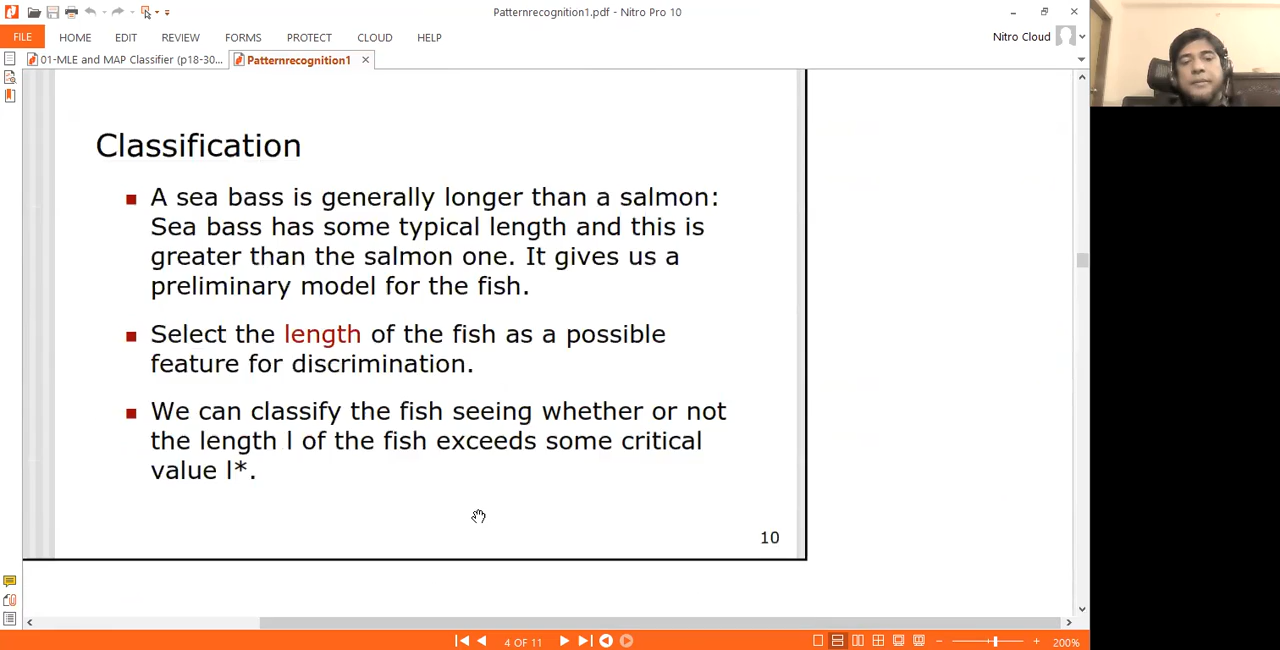 Patternrecognition1.pdf - Nitro Pro 10
FILE HOME EDIT REVIEW FORMS PROTECT CLOUD HELP Nitro Cloud
01-MLE and MAP Classifier (p18-30... Patternrecognition1
Classification
A sea bass is generally longer than a salmon:
Sea bass has some typical length and this is
greater than the salmon one. It gives us a
preliminary model for the fish.
Select the length of the fish as a possible
feature for discrimination.
We can classify the fish seeing whether or not
the length l of the fish exceeds some critical
value l*.
10
4 OF 11 200%